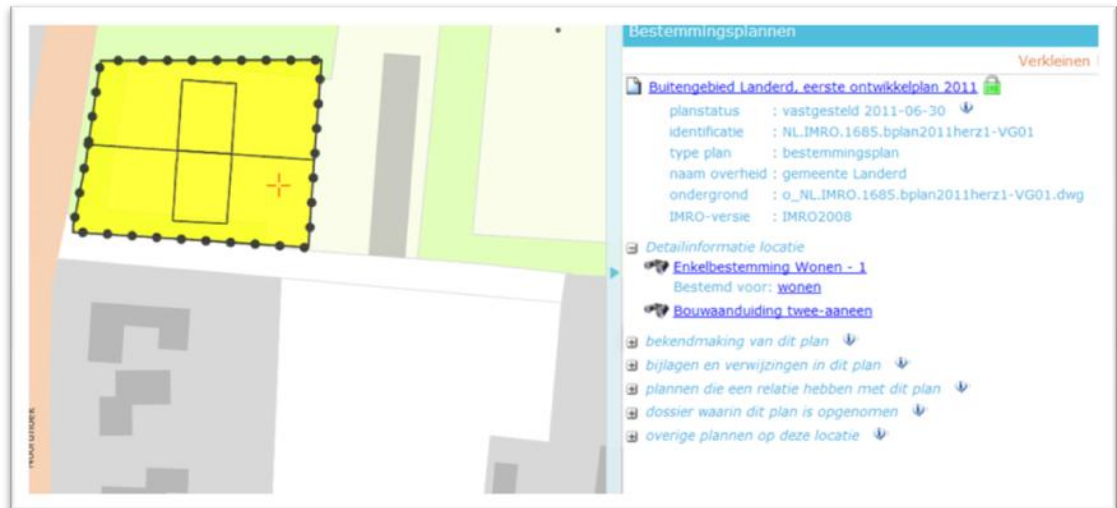 Bestemmingsplannen
Verkleinen
Buitengebied Landerd, eerste ontwikkelplan 2011
planstatus : vastgesteld 2011-06-30
identificatie : NL.IMRO.1685.bplan2011herz1-VG01
type plan : bestemmingsplan
naam overheid : gemeente Landerd
ondergrond : o_NL.IMRO.1685.bplan2011herz1-VG01.dwg
IMRO-versie : IMRO2008
Detailinformatie locatie
Enkelbestemming Wonen - 1
Bestemd voor: wonen
Bouwaanduiding twee-aaneen
bekendmaking van dit plan
bijlagen en verwijzingen in dit plan
plannen die een relatie hebben met dit plan
dossier waarin dit plan is opgenomen
overige plannen op deze locatie